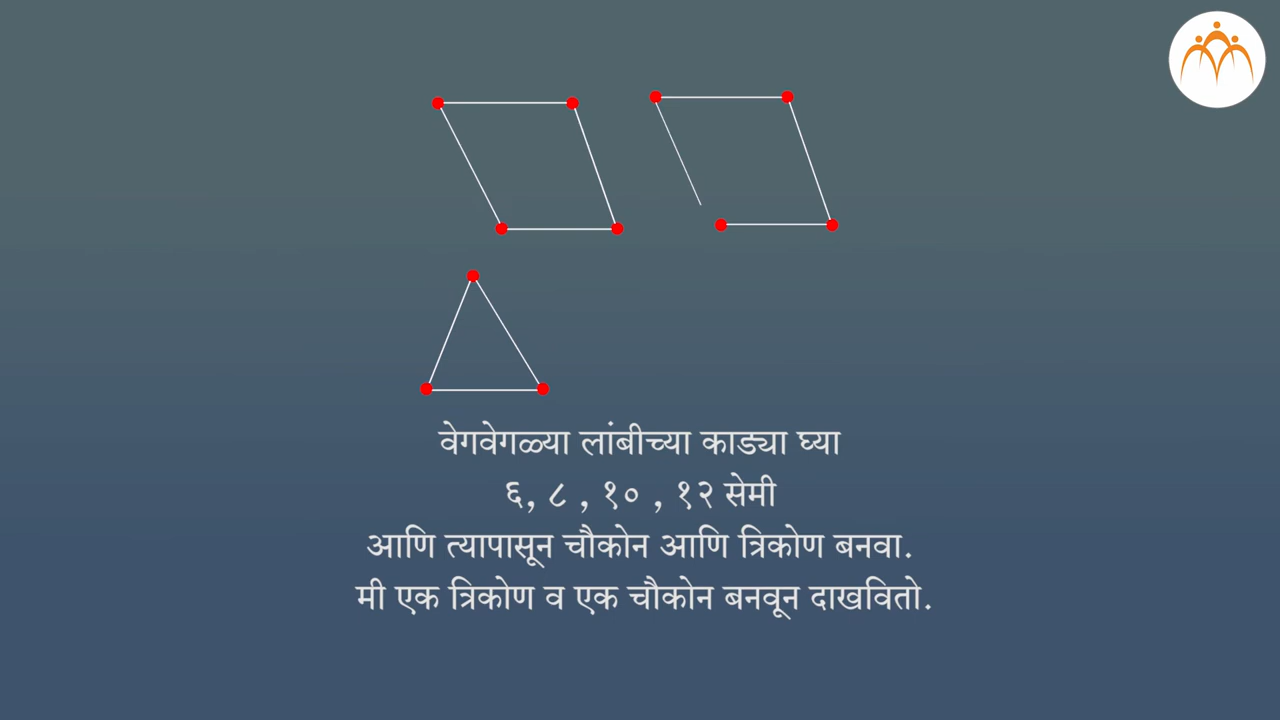 वेगवेगळ्या लांबीच्या काड्या घ्या
६, ८ , १० , १२ सेमी
आणि त्यापासून चौकोन आणि त्रिकोण बनवा.
मी एक त्रिकोण व एक चौकोन बनवून दाखवितो.